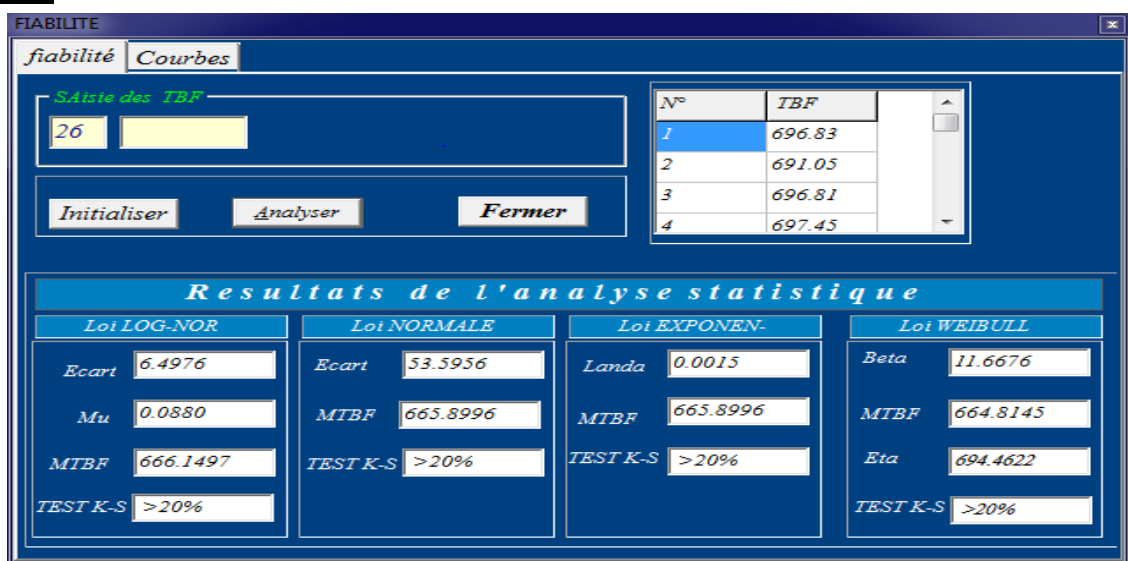 FIABILITE
fiabilité Courbes
SAisie des TBF
26
N° TBF
1 696.83
2 691.05
3 696.81
4 697.45
Initialiser Analyser Fermer
Resultats de l'analyse statistique
Loi LOG-NOR Loi NORMALE Loi EXPONEN- Loi WEIBULL
Ecart 6.4976 Ecart 53.5956 Landa 0.0015 Beta 11.6676
Mu 0.0880 MTBF 665.8996 MTBF 665.8996 MTBF 664.8145
MTBF 666.1497 TEST K-S >20% TEST K-S >20% Eta 694.4622
TEST K-S >20% TEST K-S >20%